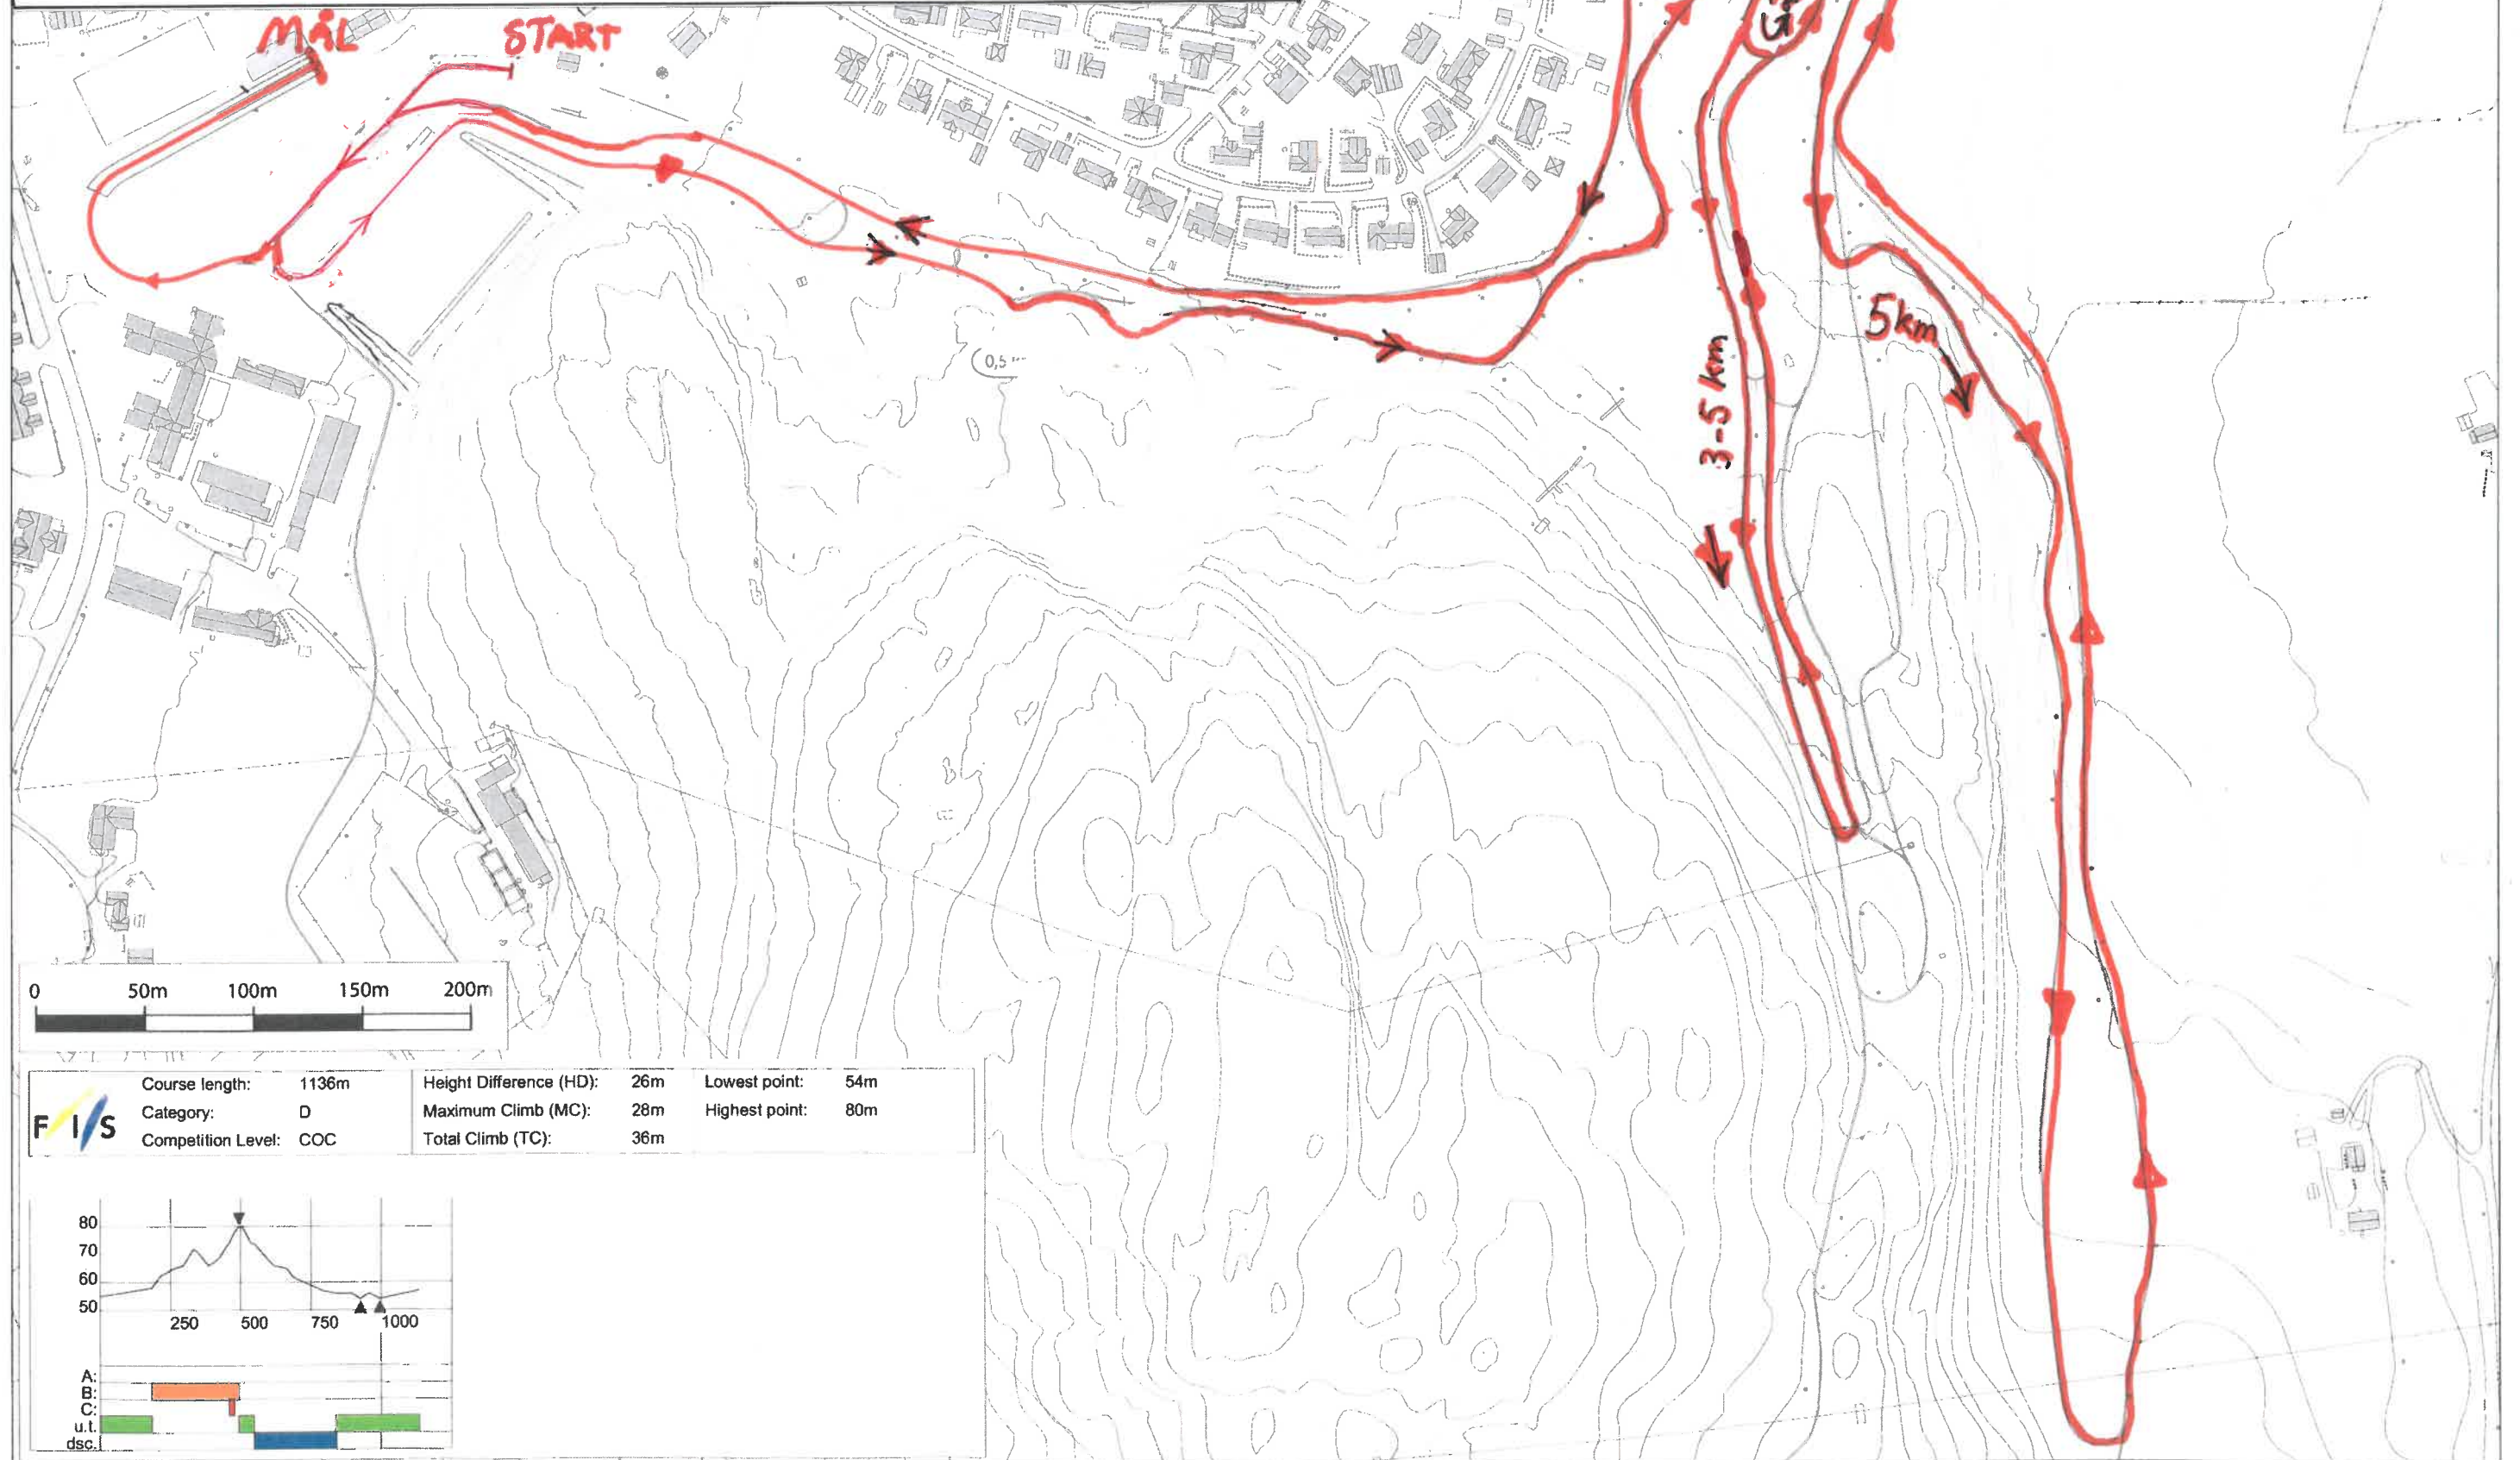 MÅL
START
5km
3-5 km
0,5
0 50m 100m 150m 200m
FIS
Course length: 1136m
Category: D
Competition Level: COC
Height Difference (HD): 26m
Maximum Climb (MC): 28m
Total Climb (TC): 36m
Lowest point: 54m
Highest point: 80m
80
70
60
50
250 500 750 1000
A:
B:
C:
u.t.
dsc.